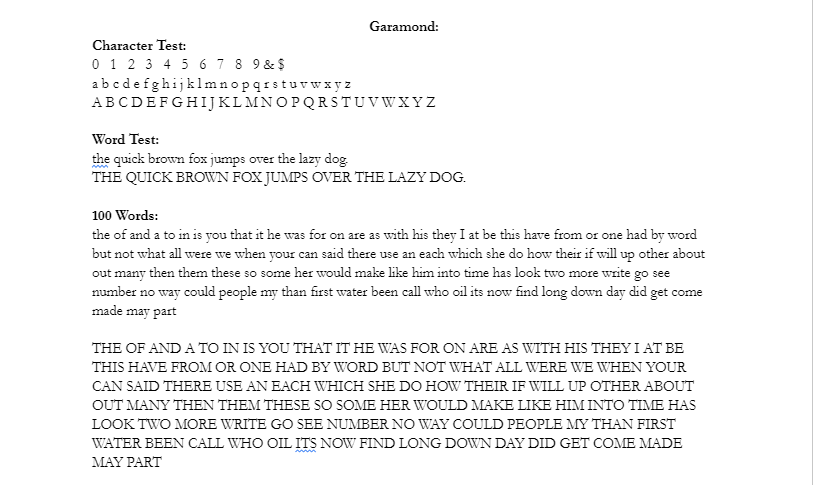 Garamond:
Character Test:
0 1 2 3 4 5 6 7 8 9 & $
a b c d e f g h i j k l m n o p q r s t u v w x y z
A B C D E F G H I J K L M N O P Q R S T U V W X Y Z
Word Test:
the quick brown fox jumps over the lazy dog.
THE QUICK BROWN FOX JUMPS OVER THE LAZY DOG.
100 Words:
the of and a to in is you that it he was for on are as with his they I at be this have from or one had by word
but not what all were we when your can said there use an each which she do how their if will up other about
out many then them these so some her would make like him into time has look two more write go see
number no way could people my than first water been call who oil its now find long down day did get come
made may part
THE OF AND A TO IN IS YOU THAT IT HE WAS FOR ON ARE AS WITH HIS THEY I AT BE
THIS HAVE FROM OR ONE HAD BY WORD BUT NOT WHAT ALL WERE WE WHEN YOUR
CAN SAID THERE USE AN EACH WHICH SHE DO HOW THEIR IF WILL UP OTHER ABOUT
OUT MANY THEN THEM THESE SO SOME HER WOULD MAKE LIKE HIM INTO TIME HAS
LOOK TWO MORE WRITE GO SEE NUMBER NO WAY COULD PEOPLE MY THAN FIRST
WATER BEEN CALL WHO OIL ITS NOW FIND LONG DOWN DAY DID GET COME MADE
MAY PART